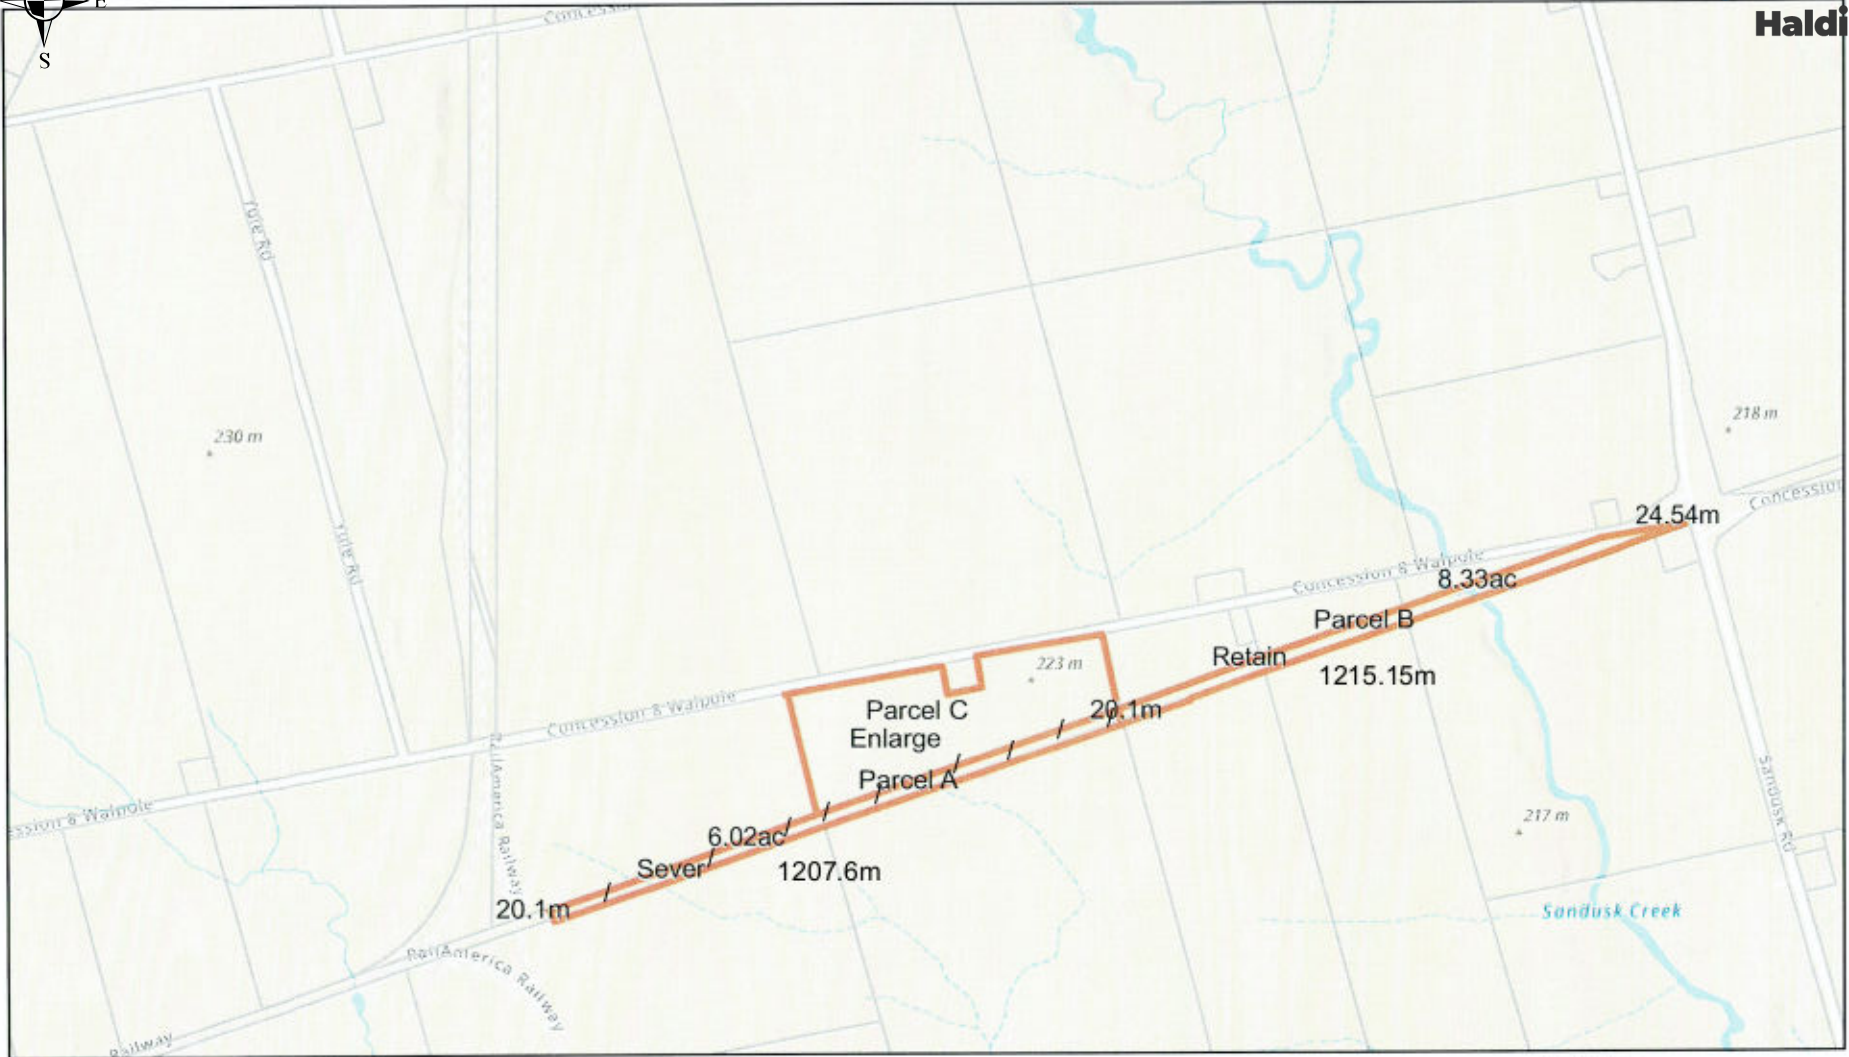 E
S
Haldi
Concessi
Yule Rd
230 m
218 m
Concession
24.54m
Yule Rd
Concession 8 Walpole
8.33ac
Parcel B
Retain
223 m
1215.15m
Concession 8 Walpole
Parcel C
20.1m
Enlarge
Parcel A
RailAmerica Railway
Sandusk Rd
ession 8 Walpole
217 m
6.02ac
1207.6m
Sever
20.1m
Sandusk Creek
RailAmerica Railway
Railway